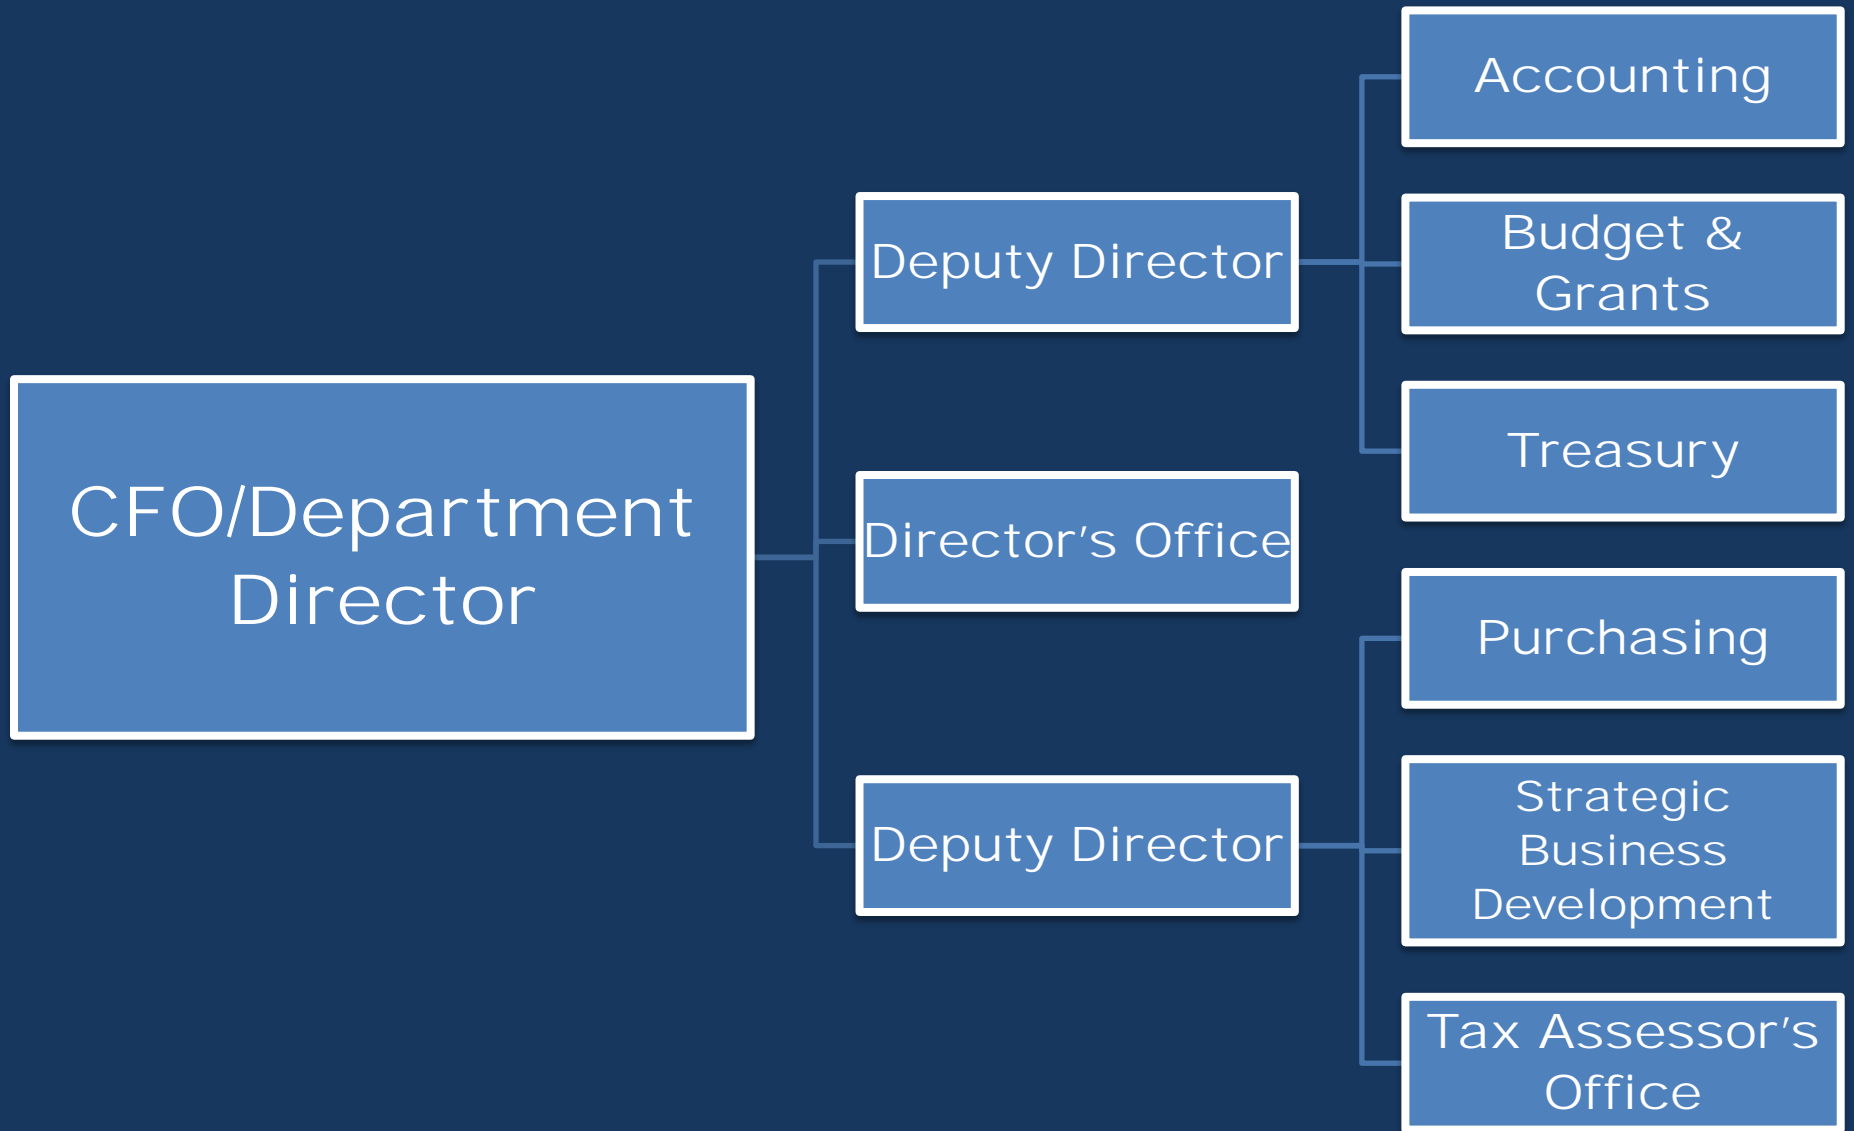 CFO/Department
Director
Deputy Director
Director's Office
Deputy Director
Accounting
Budget &
Grants
Treasury
Purchasing
Strategic
Business
Development
Tax Assessor's
Office